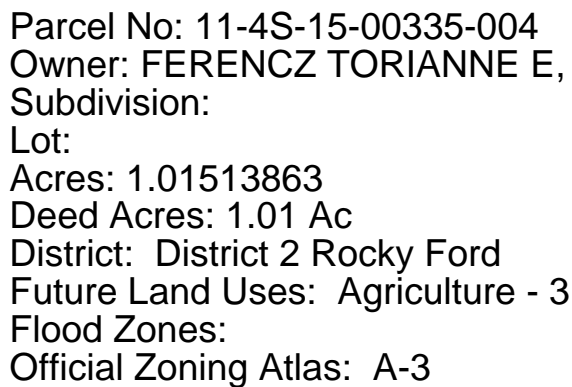 Parcel No: 11-4S-15-00335-004
Owner: FERENCZ TORIANNE E,
Subdivision:
Lot:
Acres: 1.01513863
Deed Acres: 1.01 Ac
District:  District 2 Rocky Ford
Future Land Uses:  Agriculture - 3
Flood Zones:
Official Zoning Atlas:  A-3